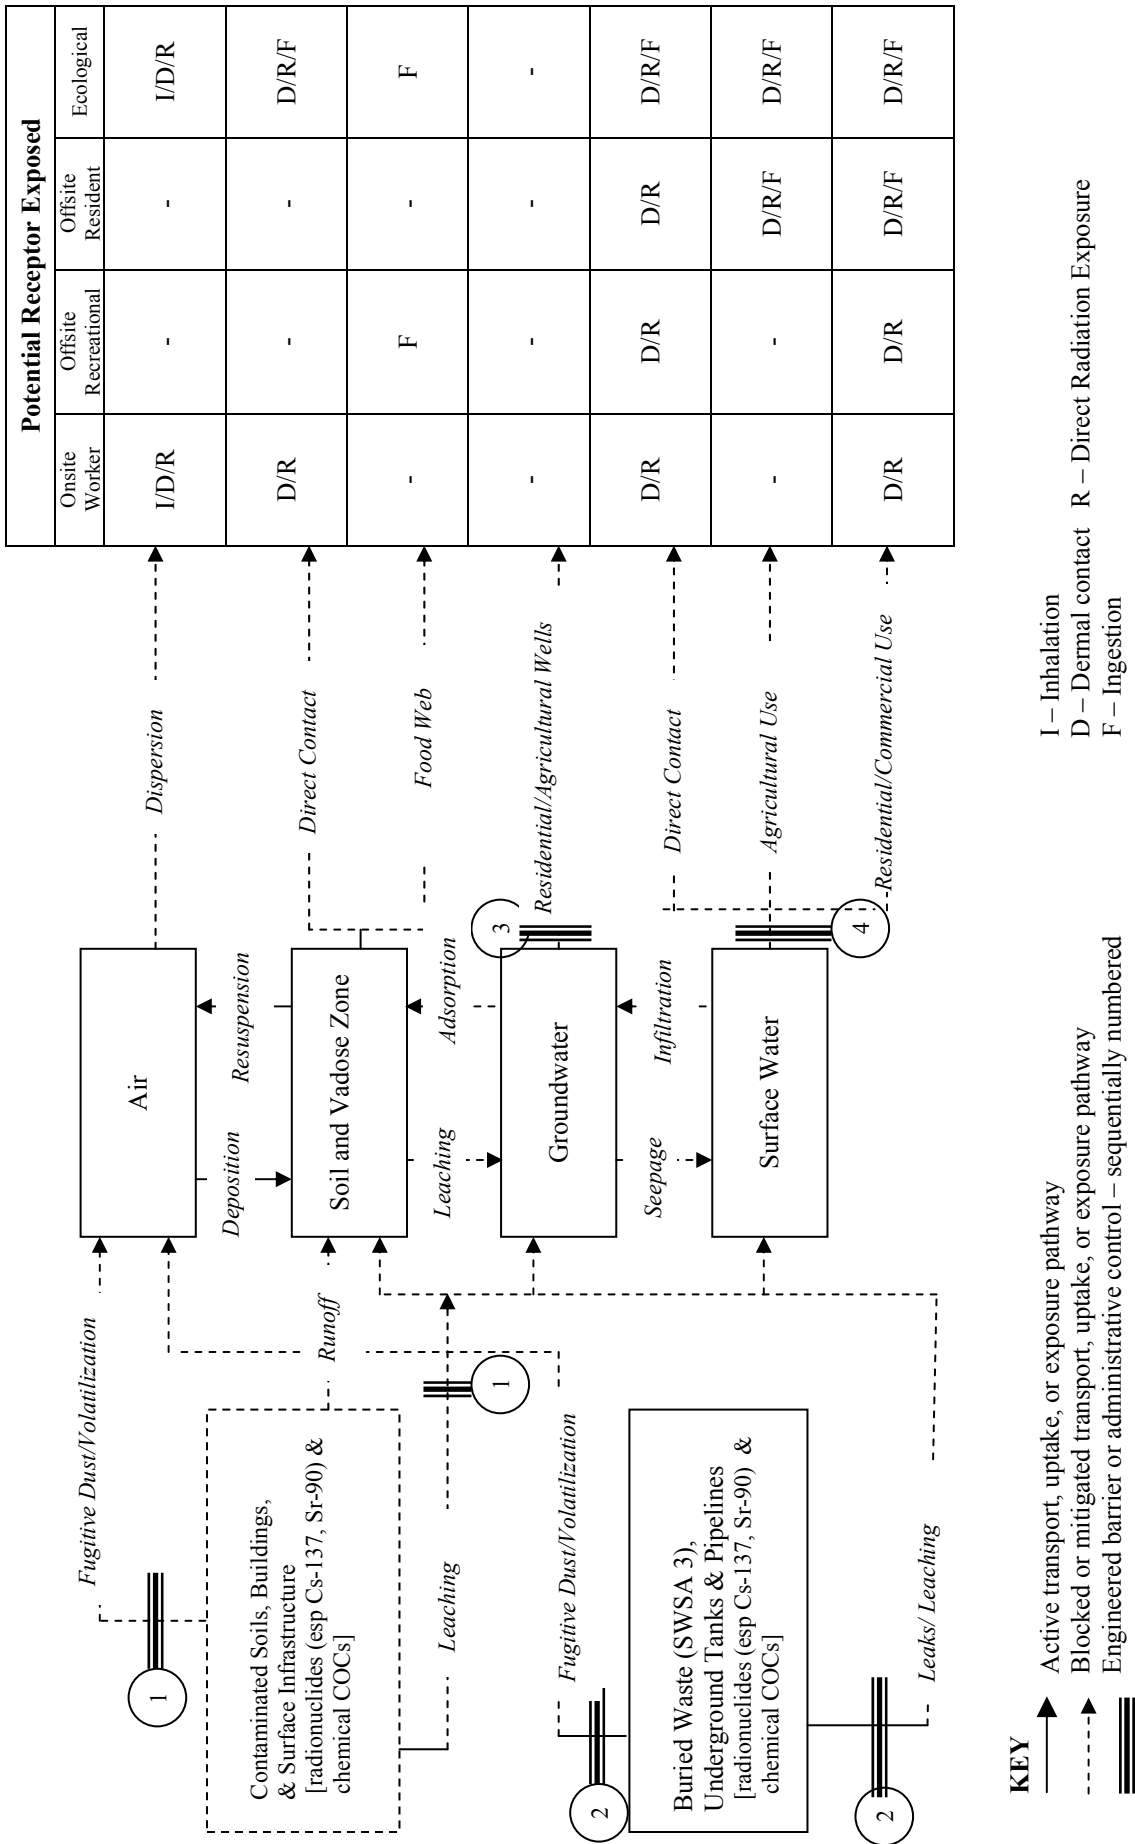 Potential Receptor Exposed
Onsite
Worker
Offsite
Recreational
Offsite
Resident
Ecological
I/D/R
-
-
I/D/R
D/R
-
-
D/R/F
-
F
-
F
-
-
-
-
D/R
D/R
D/R
D/R/F
-
-
D/R/F
D/R/F
D/R
D/R
D/R/F
D/R/F
Fugitive Dust/Volatilization
1
Contaminated Soils, Buildings,
& Surface Infrastructure
[radionuclides (esp Cs-137, Sr-90) &
chemical COCs]
Runoff
Leaching
1
Fugitive Dust/Volatilization
2
Buried Waste (SWSA 3),
Underground Tanks & Pipelines
[radionuclides (esp Cs-137, Sr-90) &
chemical COCs]
Leaks/ Leaching
2
Air
Deposition
Resuspension
Soil and Vadose Zone
Leaching
Adsorption
Groundwater
Seepage
Infiltration
Surface Water
Dispersion
Direct Contact
Food Web
3
Residential/Agricultural Wells
Direct Contact
Agricultural Use
4
Residential/Commercial Use
KEY
Active transport, uptake, or exposure pathway
Blocked or mitigated transport, uptake, or exposure pathway
Engineered barrier or administrative control – sequentially numbered
I – Inhalation
D – Dermal contact R – Direct Radiation Exposure
F – Ingestion